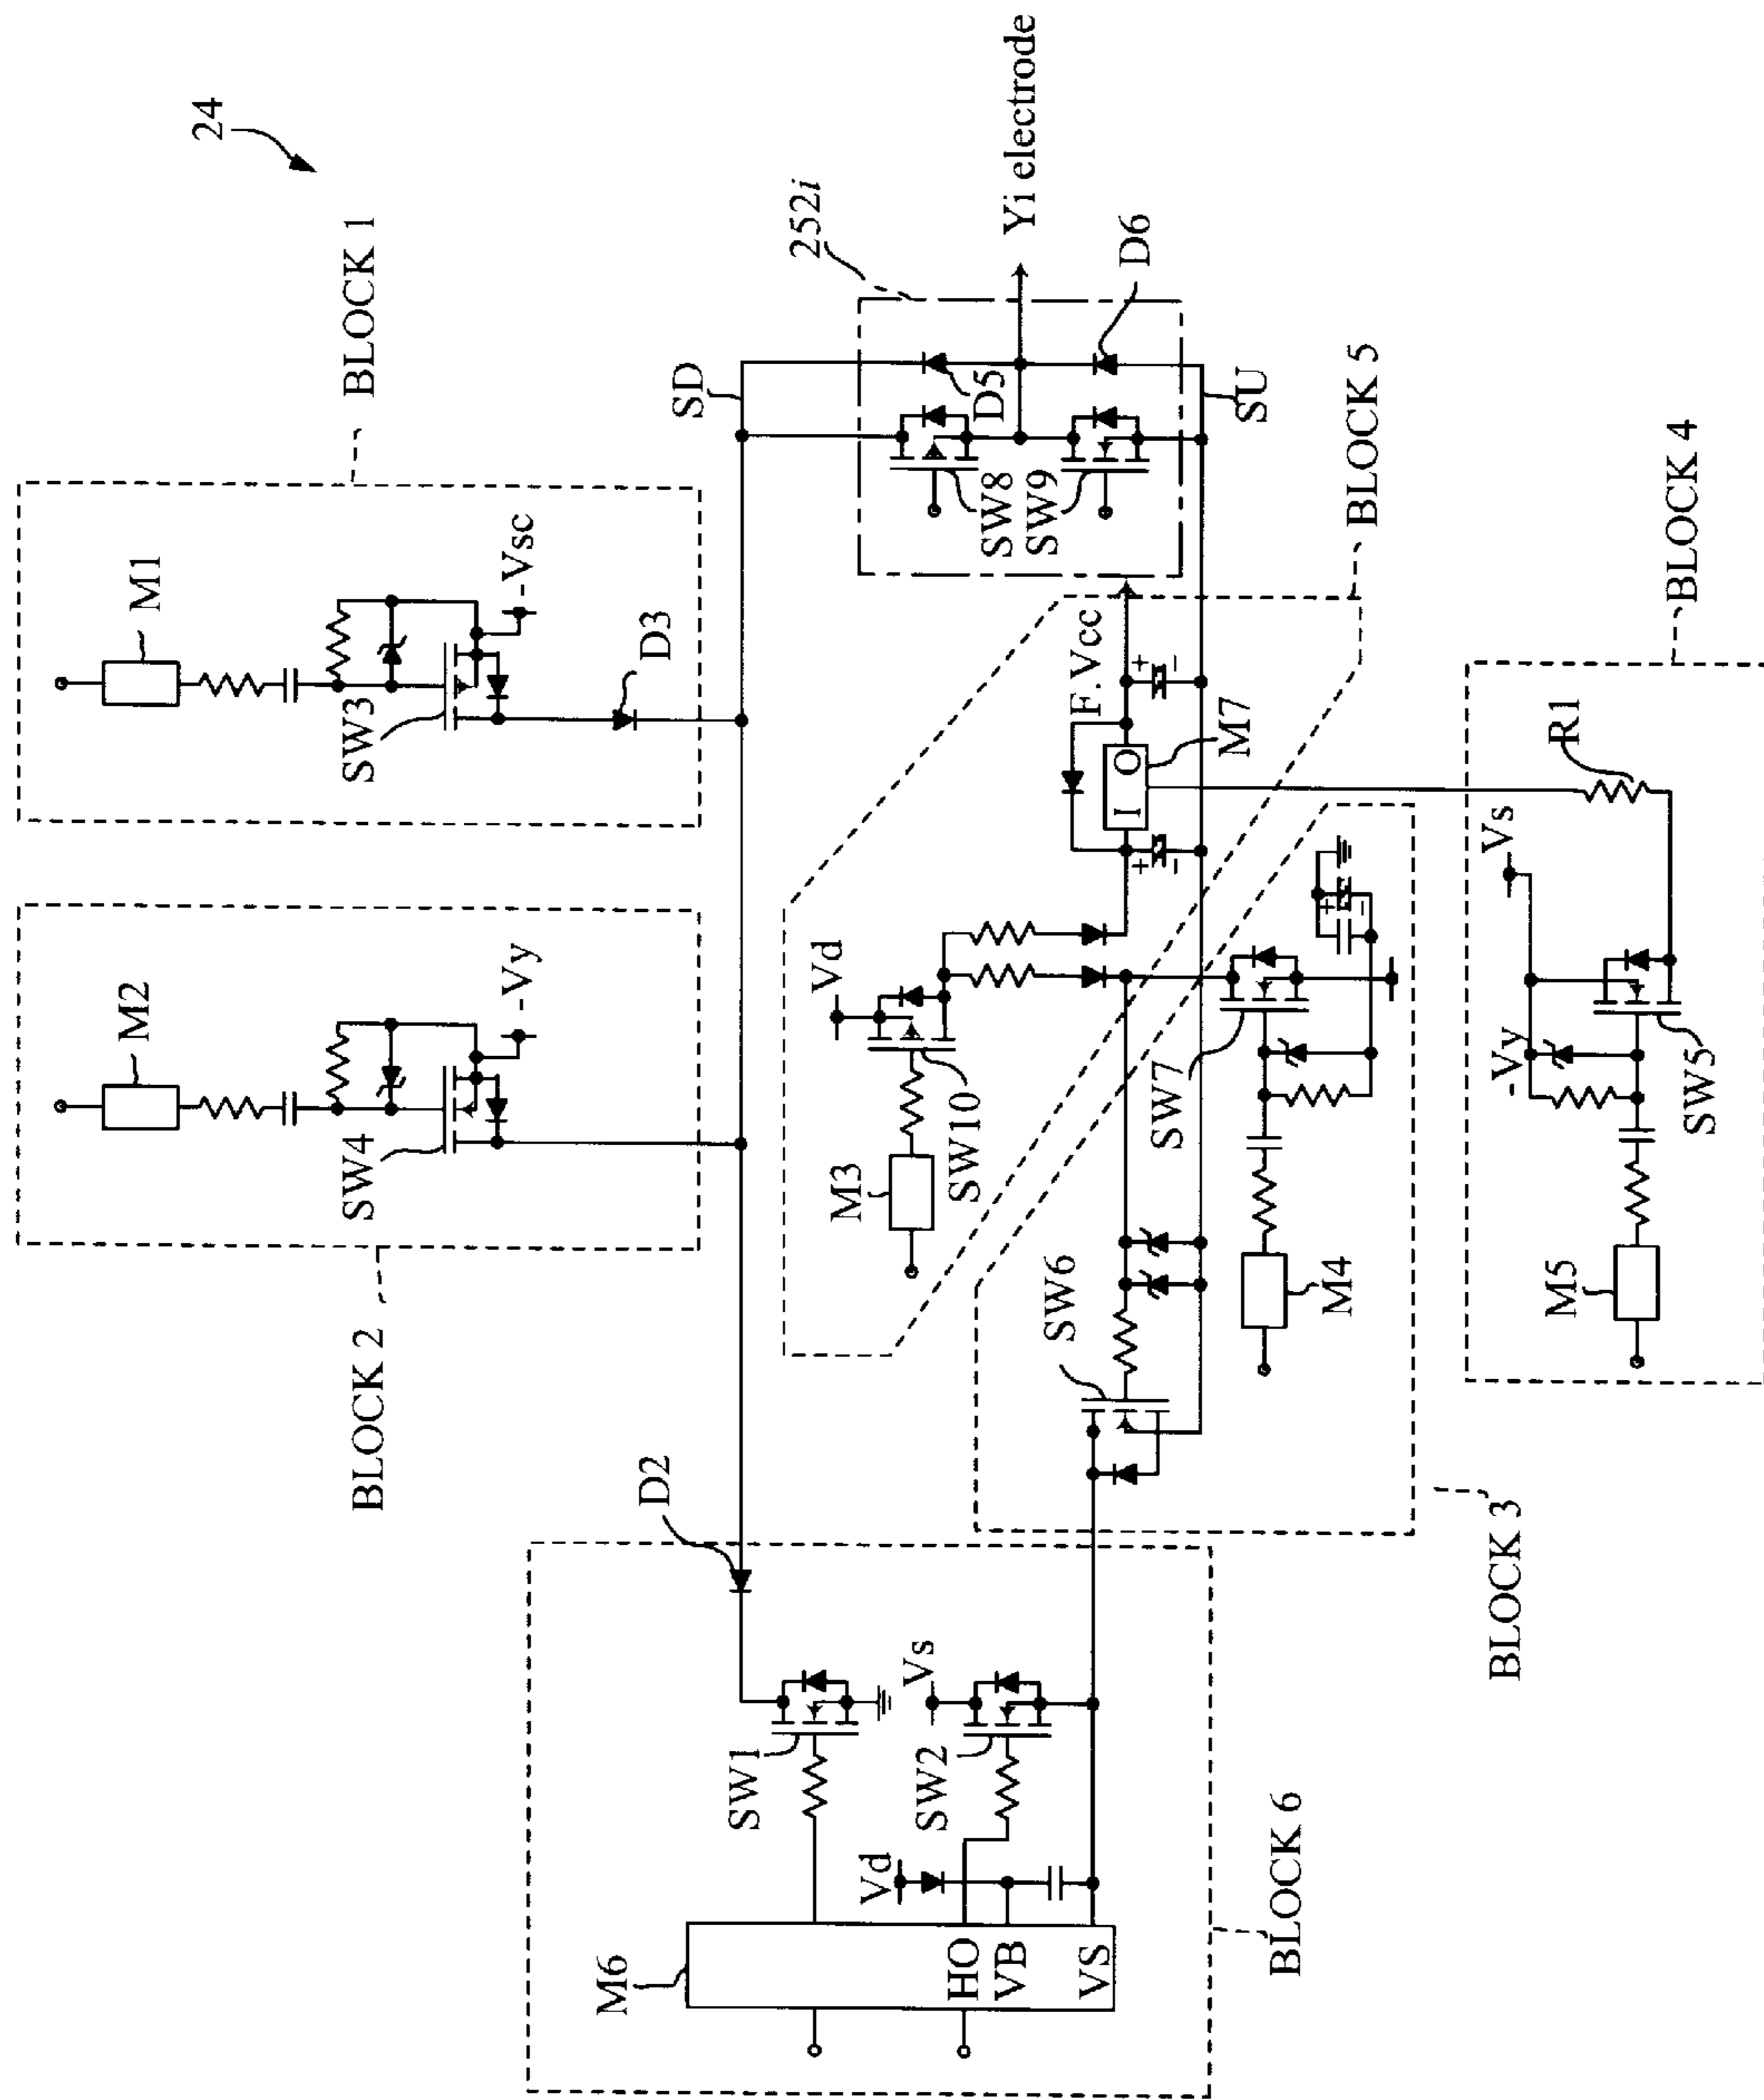 24
BLOCK 1
M1
-Vsc
SW3
D3
BLOCK 2
M2
-Vy
SW4
SD
252i
Yi electrode
D5
D6
SW8
SW9
SU
BLOCK 5
F.Vcc
I O
M7
+
-
+
-
Vd
M3
SW10
D2
SW6
SW7
M4
+
-
BLOCK 3
BLOCK 4
R1
Vs
-Vy
SW5
M5
SW1
Vs
SW2
Vd
M6
HO
VB
VS
BLOCK 6